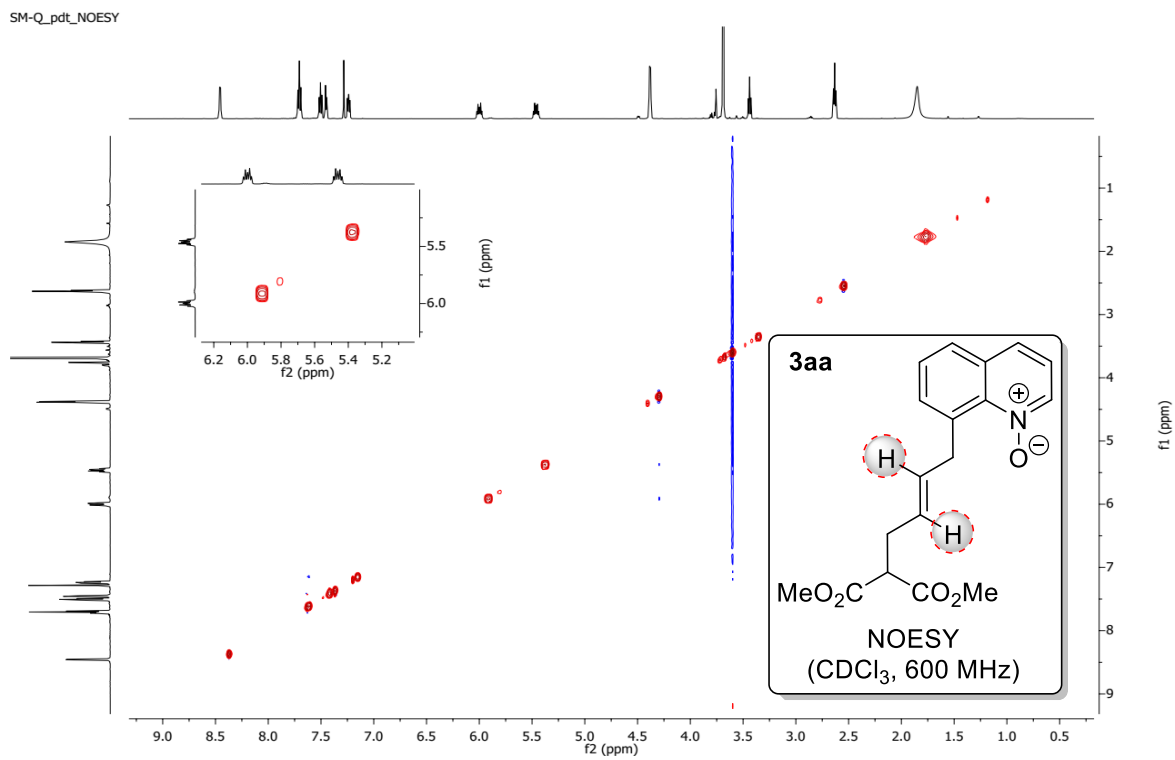 SM-Q_pdt_NOESY
5.5
6.0
f1 (ppm)
6.2 6.0 5.8 5.6 5.4 5.2
f2 (ppm)
3aa
N
+
O
−
H
H
MeO₂C CO₂Me
NOESY
(CDCl₃, 600 MHz)
1
2
3
4
5
6
7
8
9
f1 (ppm)
9.0 8.5 8.0 7.5 7.0 6.5 6.0 5.5 5.0 4.5 4.0 3.5 3.0 2.5 2.0 1.5 1.0 0.5
f2 (ppm)